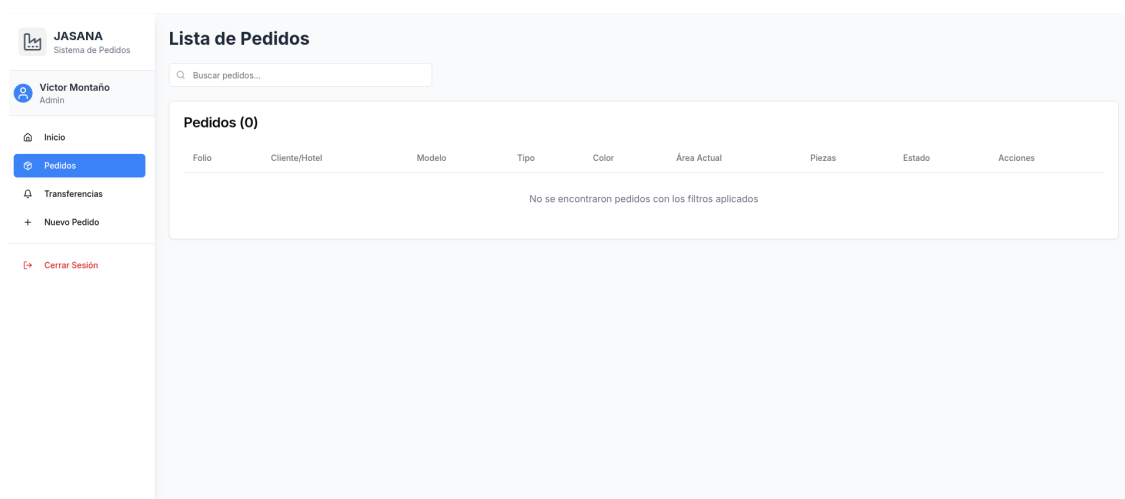 JASANA
Sistema de Pedidos
Victor Montaño
Admin
Inicio
Pedidos
Transferencias
Nuevo Pedido
Cerrar Sesión
Lista de Pedidos
Buscar pedidos...
Pedidos (0)
Folio Cliente/Hotel Modelo Tipo Color Área Actual Piezas Estado Acciones
No se encontraron pedidos con los filtros aplicados